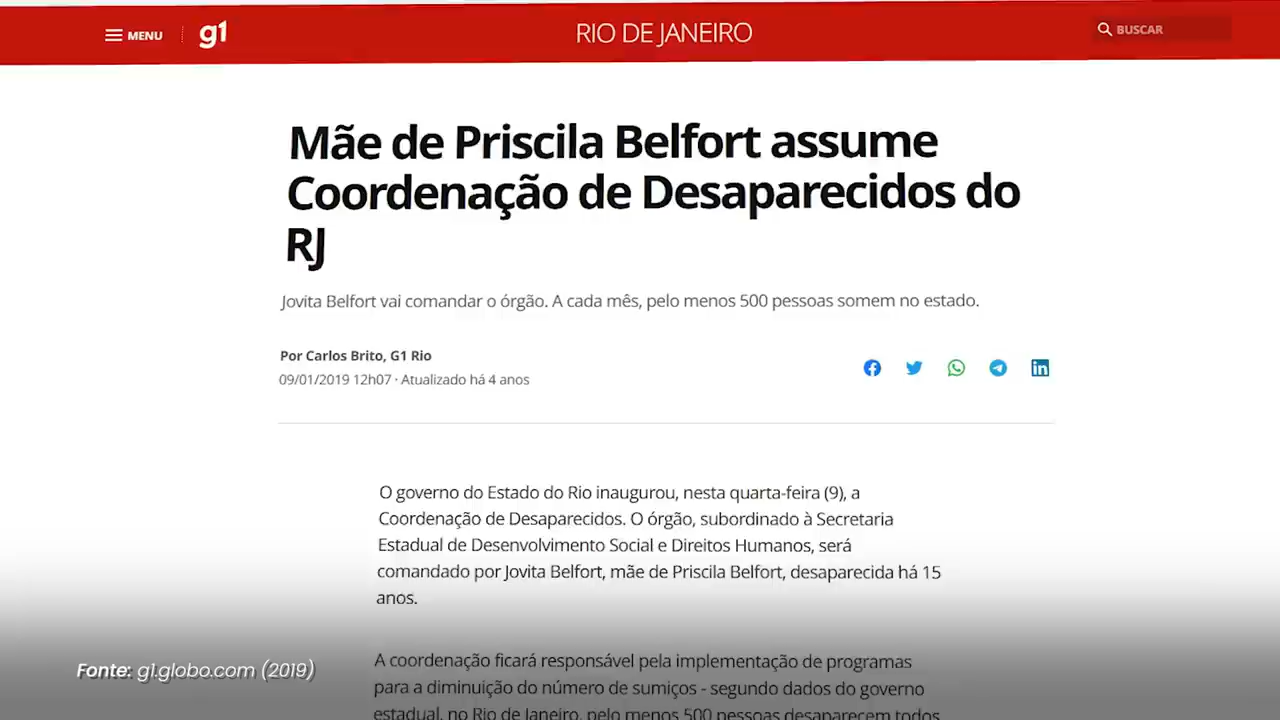 MENU
g1
RIO DE JANEIRO
BUSCAR
Mãe de Priscila Belfort assume
Coordenação de Desaparecidos do
RJ
Jovita Belfort vai comandar o órgão. A cada mês, pelo menos 500 pessoas somem no estado.
Por Carlos Brito, G1 Rio
09/01/2019 12h07 · Atualizado há 4 anos
O governo do Estado do Rio inaugurou, nesta quarta-feira (9), a
Coordenação de Desaparecidos. O órgão, subordinado à Secretaria
Estadual de Desenvolvimento Social e Direitos Humanos, será
comandado por Jovita Belfort, mãe de Priscila Belfort, desaparecida há 15
anos.
A coordenação ficará responsável pela implementação de programas
para a diminuição do número de sumiços - segundo dados do governo
estadual, no Rio de Janeiro, pelo menos 500 pessoas desaparecem todos
Fonte: g1.globo.com (2019)